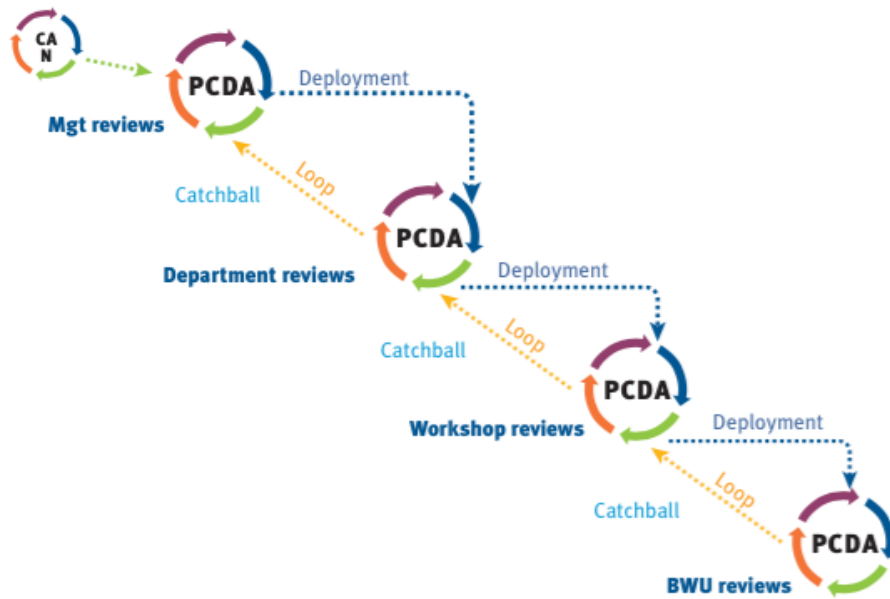 CA
N
PCDA
Deployment
Mgt reviews
Loop
Catchball
PCDA
Department reviews
Deployment
Loop
Catchball
PCDA
Workshop reviews
Deployment
Loop
Catchball
PCDA
BWU reviews